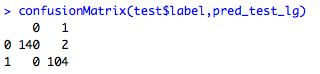 > confusionMatrix(test$label,pred_test_lg)
    0   1
0 140   2
1   0 104